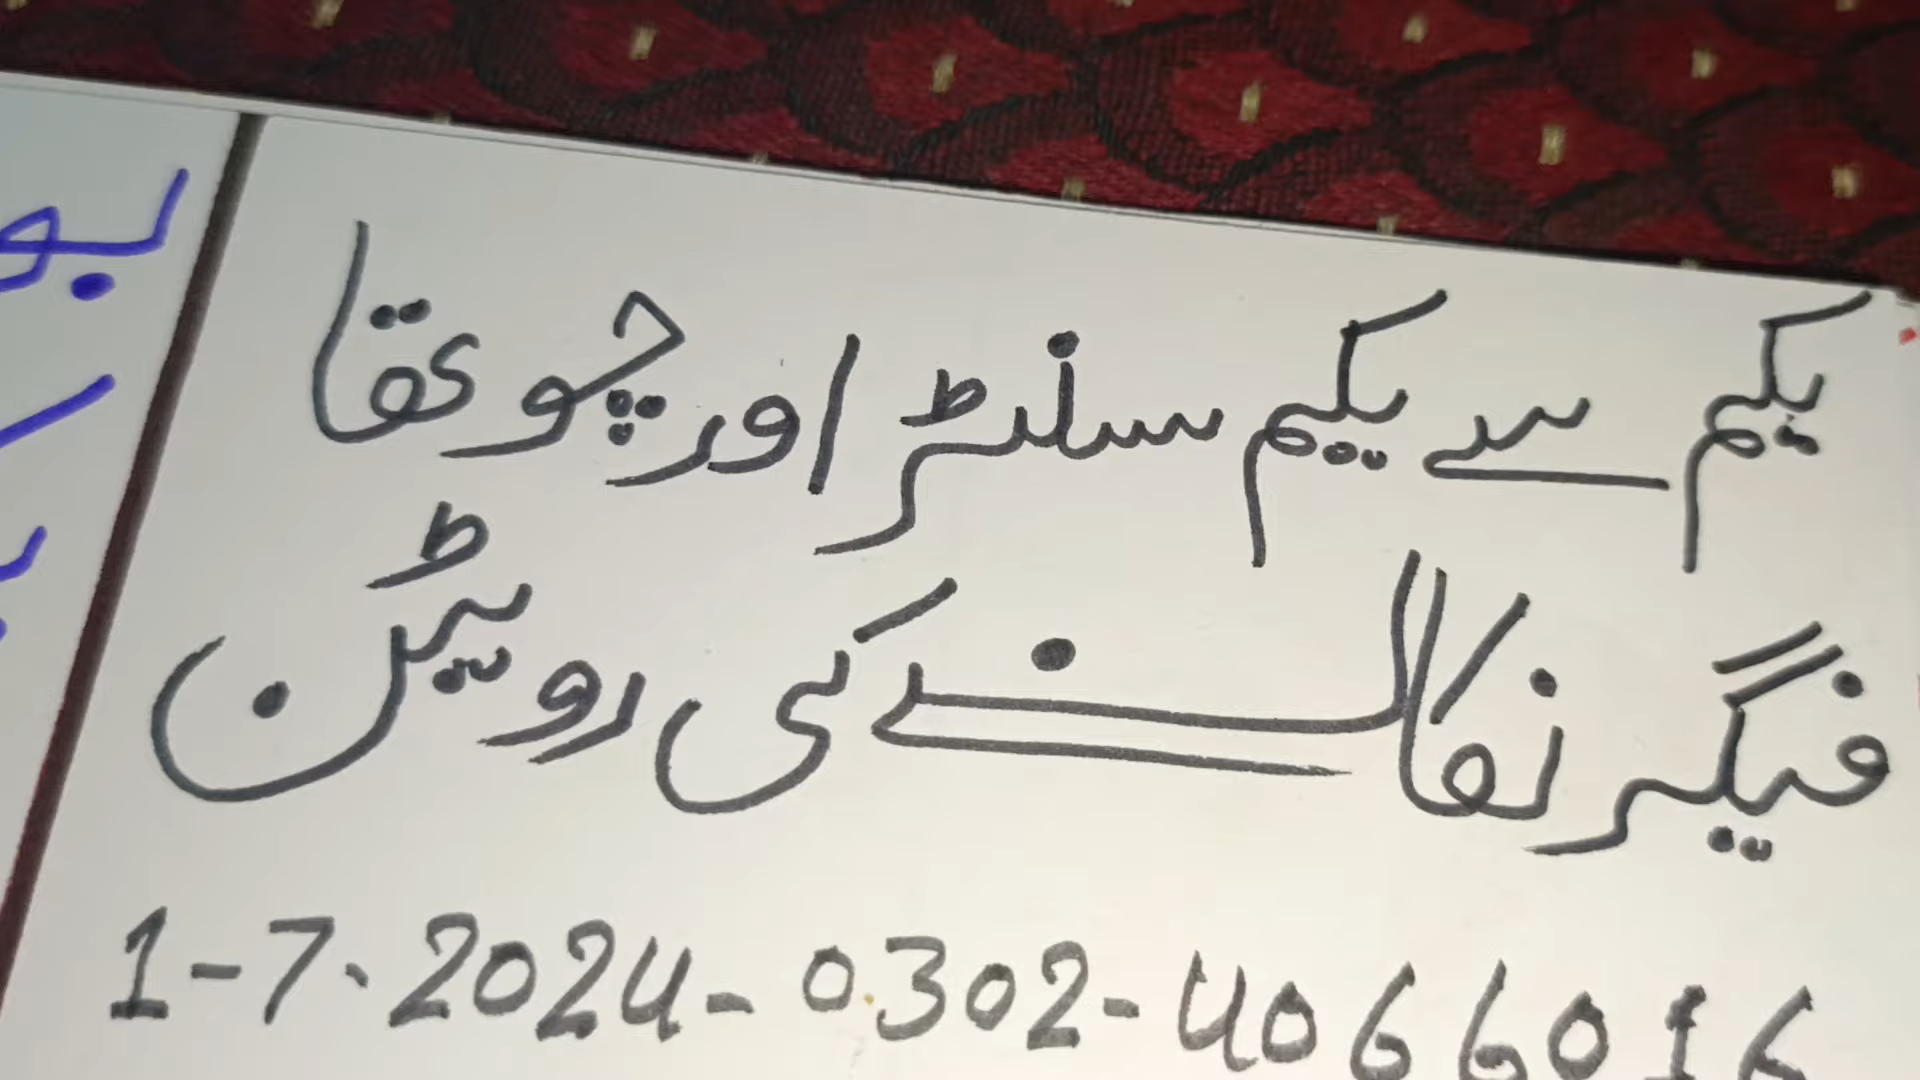 یکم سے یکم سنٹر اور چوتھا
فیگر نکالنے کی روٹین
1-7-2024-0302-4066016